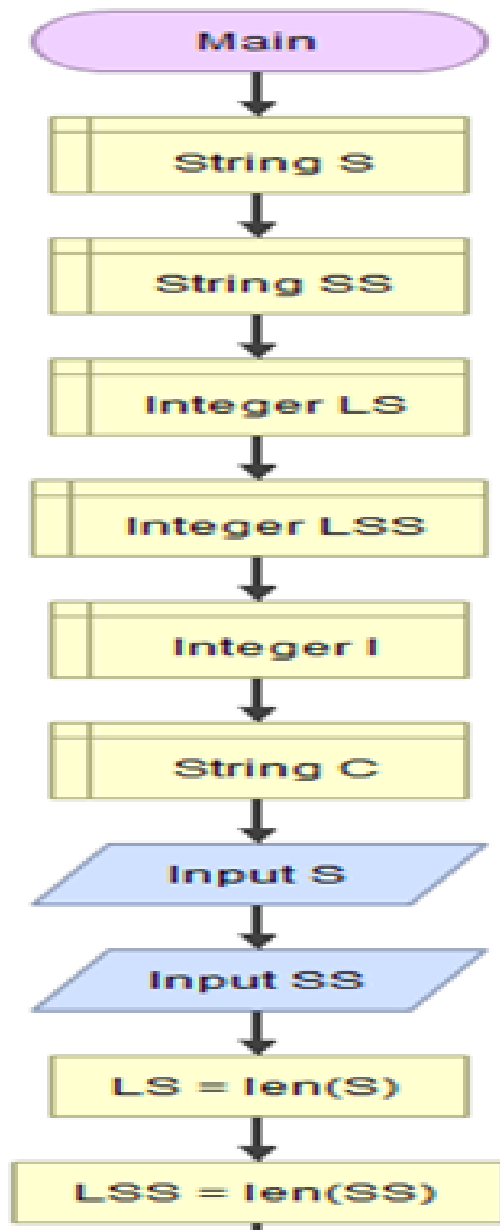 Main
String S
String SS
Integer LS
Integer LSS
Integer I
String C
Input S
Input SS
LS = len(S)
LSS = len(SS)